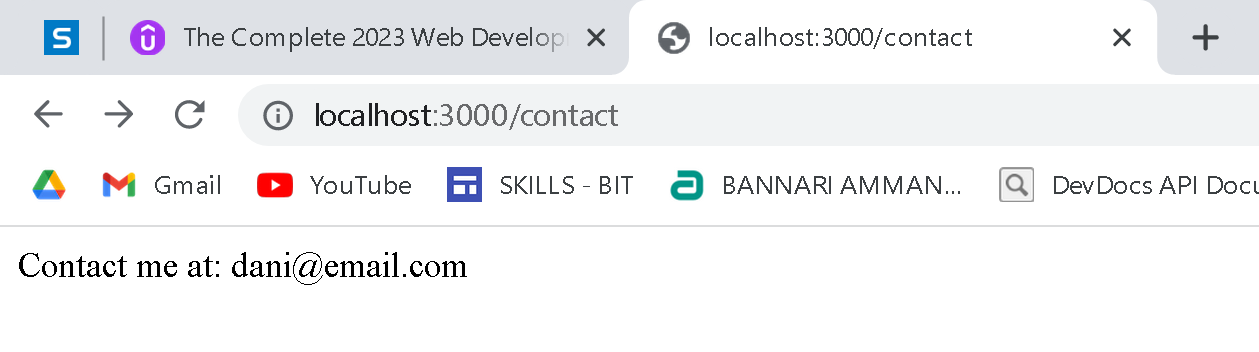 The Complete 2023 Web Develop
localhost:3000/contact
localhost:3000/contact
Gmail YouTube SKILLS - BIT BANNARI AMMAN... DevDocs API Docu
Contact me at: dani@email.com